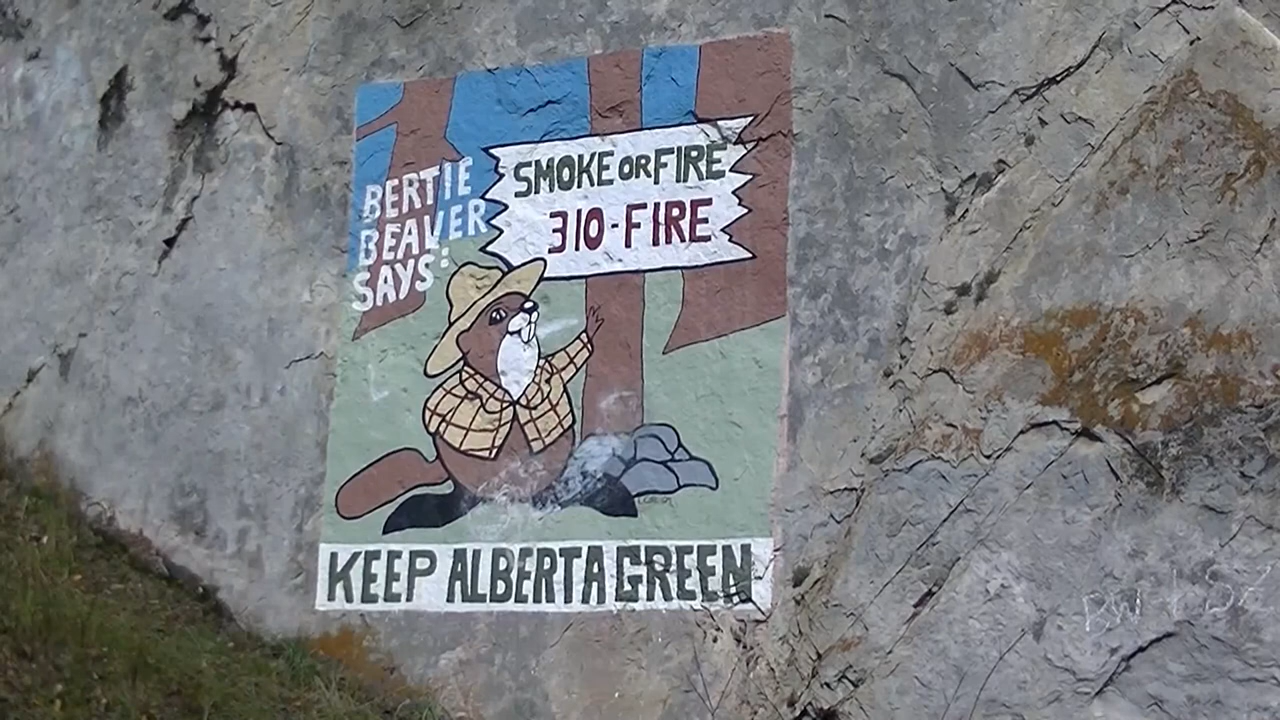 BERTIE
BEAVER
SAYS:
SMOKE OR FIRE
310-FIRE
KEEP ALBERTA GREEN